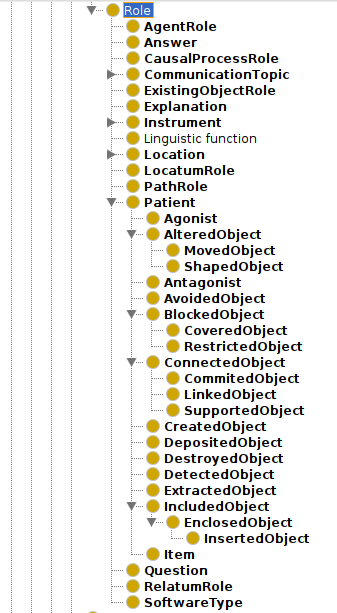 Role
AgentRole
Answer
CausalProcessRole
CommunicationTopic
ExistingObjectRole
Explanation
Instrument
Linguistic function
Location
LocatumRole
PathRole
Patient
Agonist
AlteredObject
MovedObject
ShapedObject
Antagonist
AvoidedObject
BlockedObject
CoveredObject
RestrictedObject
ConnectedObject
CommitedObject
LinkedObject
SupportedObject
CreatedObject
DepositedObject
DestroyedObject
DetectedObject
ExtractedObject
IncludedObject
EnclosedObject
InsertedObject
Item
Question
RelatumRole
SoftwareType